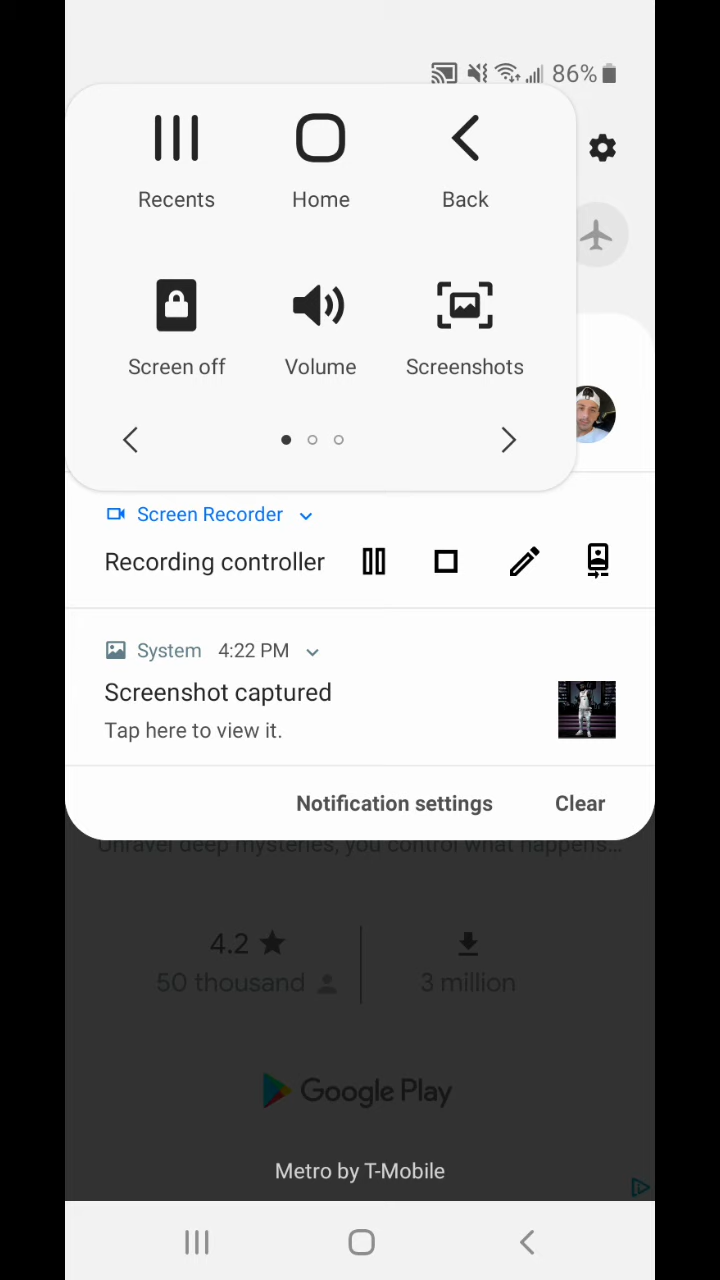 86%
Recents Home Back
Screen off Volume Screenshots
Screen Recorder
Recording controller
System 4:22 PM
Screenshot captured
Tap here to view it.
Notification settings Clear
Unravel deep mysteries, you control what happens...
4.2 ★
50 thousand 3 million
Google Play
Metro by T-Mobile